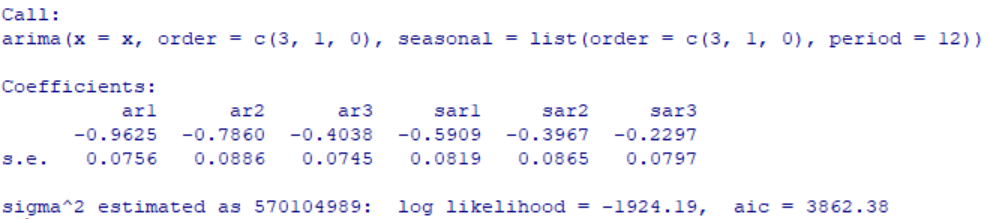 Call:
arima(x = x, order = c(3, 1, 0), seasonal = list(order = c(3, 1, 0), period = 12))
Coefficients:
ar1 ar2 ar3 sar1 sar2 sar3
-0.9625 -0.7860 -0.4038 -0.5909 -0.3967 -0.2297
s.e. 0.0756 0.0886 0.0745 0.0819 0.0865 0.0797
sigma^2 estimated as 570104989: log likelihood = -1924.19, aic = 3862.38